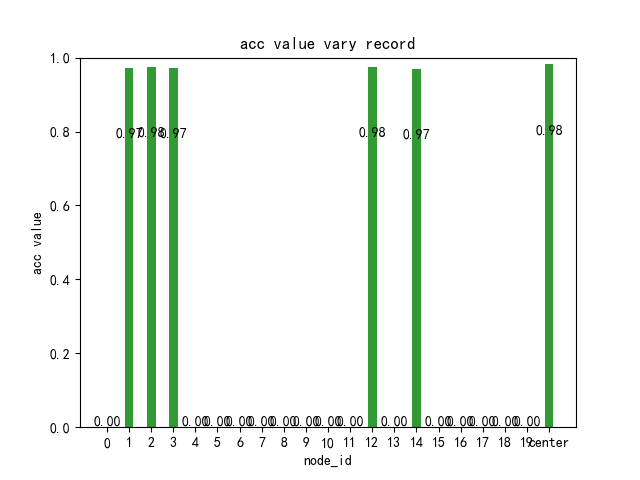 acc value vary record
acc value
1.0
0.8
0.6
0.4
0.2
0.0
0.97 0.98 0.97 0.98 0.97 0.98
0.00 0.00 0.00 0.00 0.00 0.00 0.00 0.00 0.00 0.00 0.00 0.00 0.00 0.00 0.00
0 1 2 3 4 5 6 7 8 9 10 11 12 13 14 15 16 17 18 19 center
node_id